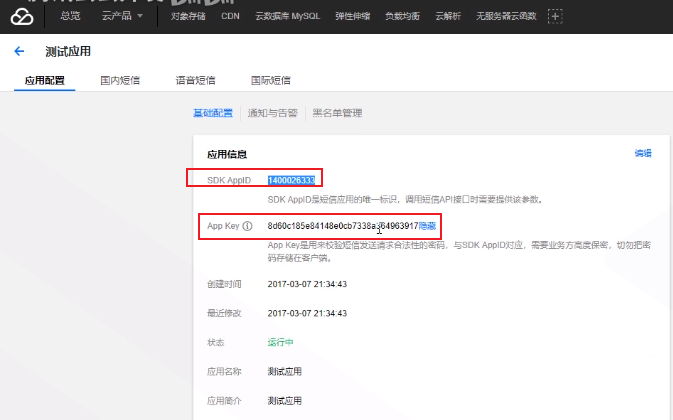 总览 云产品 对象存储 CDN 云数据库 MySQL 弹性伸缩 负载均衡 云解析 无服务器云函数
测试应用
应用配置 国内短信 语音短信 国际短信
基础配置 通知与告警 黑名单管理
应用信息 编辑
SDK AppID 1400026333
SDK AppID是短信应用的唯一标识，调用短信API接口时需要提供该参数。
App Key 隐藏
App Key是用来校验短信发送请求合法性的密码，与SDK AppID对应，需要业务方高度保密，切勿把密
码存储在客户端。
创建时间 2017-03-07 21:34:43
最近修改 2017-03-07 21:34:43
状态 运行中
应用名称 测试应用
应用简介 测试应用